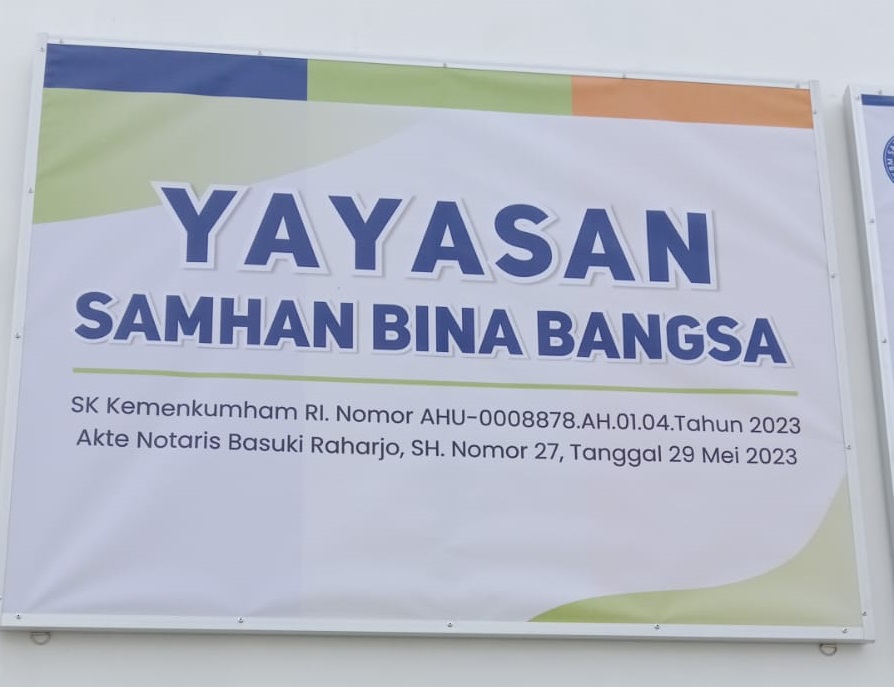 YAYASAN
SAMHAN BINA BANGSA
SK Kemenkumham RI. Nomor AHU-0008878.AH.01.04.Tahun 2023
Akte Notaris Basuki Raharjo, SH. Nomor 27, Tanggal 29 Mei 2023